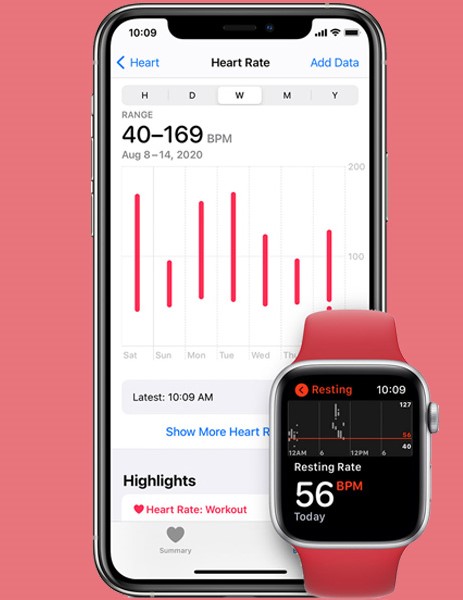 10:09
Heart
Heart Rate
Add Data
H D W M Y
RANGE
40–169 BPM
Aug 8–14, 2020
200
100
Sat Sun Mon Tue Wed
Latest: 10:09 AM
Show More Heart
Highlights
Heart Rate: Workout
Summary
Resting 10:09
127
56
40
12AM 6 12PM 6
Resting Rate
56 BPM
Today